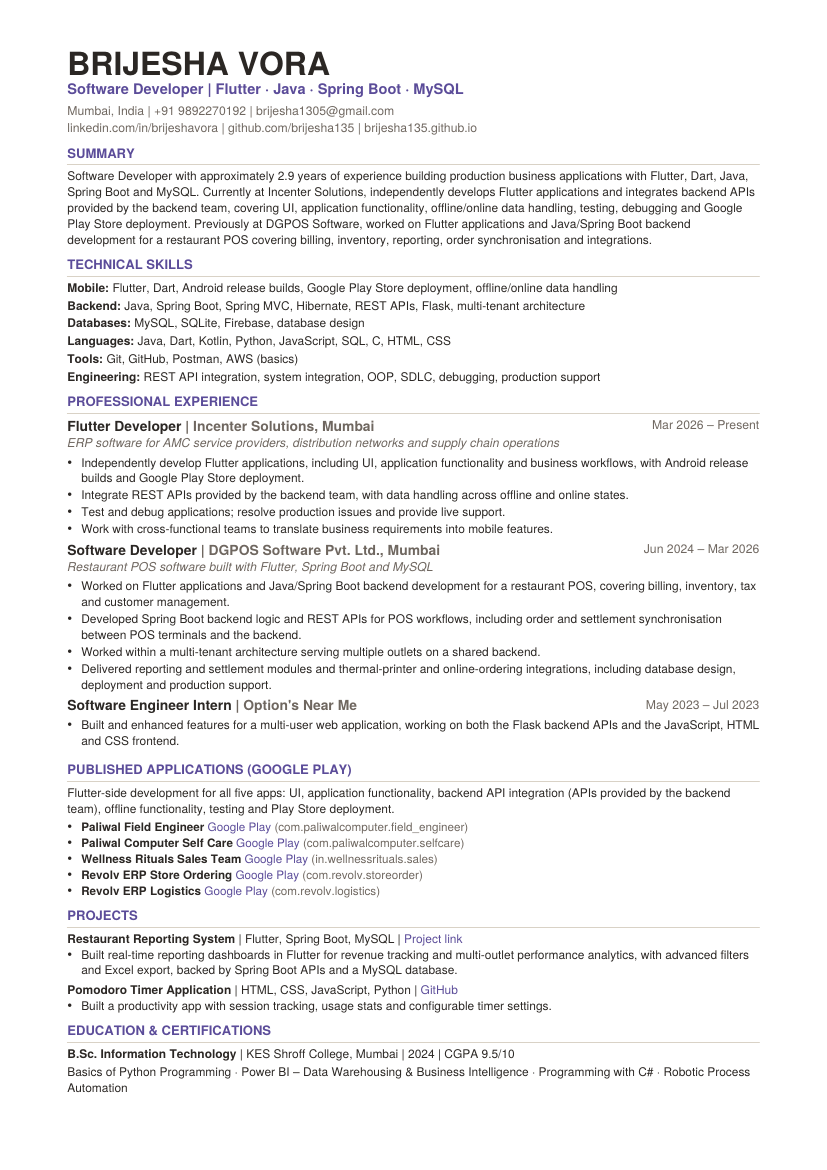 BRIJESHA VORA
Software Developer | Flutter · Java · Spring Boot · MySQL
Mumbai, India | +91 9892270192 | brijesha1305@gmail.com
linkedin.com/in/brijeshavora | github.com/brijesha135 | brijesha135.github.io
SUMMARY
Software Developer with approximately 2.9 years of experience building production business applications with Flutter, Dart, Java,
Spring Boot and MySQL. Currently at Incenter Solutions, independently develops Flutter applications and integrates backend APIs
provided by the backend team, covering UI, application functionality, offline/online data handling, testing, debugging and Google
Play Store deployment. Previously at DGPOS Software, worked on Flutter applications and Java/Spring Boot backend
development for a restaurant POS covering billing, inventory, reporting, order synchronisation and integrations.
TECHNICAL SKILLS
Mobile: Flutter, Dart, Android release builds, Google Play Store deployment, offline/online data handling
Backend: Java, Spring Boot, Spring MVC, Hibernate, REST APIs, Flask, multi-tenant architecture
Databases: MySQL, SQLite, Firebase, database design
Languages: Java, Dart, Kotlin, Python, JavaScript, SQL, C, HTML, CSS
Tools: Git, GitHub, Postman, AWS (basics)
Engineering: REST API integration, system integration, OOP, SDLC, debugging, production support
PROFESSIONAL EXPERIENCE
Flutter Developer | Incenter Solutions, Mumbai Mar 2026 – Present
ERP software for AMC service providers, distribution networks and supply chain operations
• Independently develop Flutter applications, including UI, application functionality and business workflows, with Android release
builds and Google Play Store deployment.
• Integrate REST APIs provided by the backend team, with data handling across offline and online states.
• Test and debug applications; resolve production issues and provide live support.
• Work with cross-functional teams to translate business requirements into mobile features.
Software Developer | DGPOS Software Pvt. Ltd., Mumbai Jun 2024 – Mar 2026
Restaurant POS software built with Flutter, Spring Boot and MySQL
• Worked on Flutter applications and Java/Spring Boot backend development for a restaurant POS, covering billing, inventory, tax
and customer management.
• Developed Spring Boot backend logic and REST APIs for POS workflows, including order and settlement synchronisation
between POS terminals and the backend.
• Worked within a multi-tenant architecture serving multiple outlets on a shared backend.
• Delivered reporting and settlement modules and thermal-printer and online-ordering integrations, including database design,
deployment and production support.
Software Engineer Intern | Option's Near Me May 2023 – Jul 2023
• Built and enhanced features for a multi-user web application, working on both the Flask backend APIs and the JavaScript, HTML
and CSS frontend.
PUBLISHED APPLICATIONS (GOOGLE PLAY)
Flutter-side development for all five apps: UI, application functionality, backend API integration (APIs provided by the backend
team), offline functionality, testing and Play Store deployment.
• Paliwal Field Engineer Google Play (com.paliwalcomputer.field_engineer)
• Paliwal Computer Self Care Google Play (com.paliwalcomputer.selfcare)
• Wellness Rituals Sales Team Google Play (in.wellnessrituals.sales)
• Revolv ERP Store Ordering Google Play (com.revolv.storeorder)
• Revolv ERP Logistics Google Play (com.revolv.logistics)
PROJECTS
Restaurant Reporting System | Flutter, Spring Boot, MySQL | Project link
• Built real-time reporting dashboards in Flutter for revenue tracking and multi-outlet performance analytics, with advanced filters
and Excel export, backed by Spring Boot APIs and a MySQL database.
Pomodoro Timer Application | HTML, CSS, JavaScript, Python | GitHub
• Built a productivity app with session tracking, usage stats and configurable timer settings.
EDUCATION & CERTIFICATIONS
B.Sc. Information Technology | KES Shroff College, Mumbai | 2024 | CGPA 9.5/10
Basics of Python Programming · Power BI – Data Warehousing & Business Intelligence · Programming with C# · Robotic Process
Automation